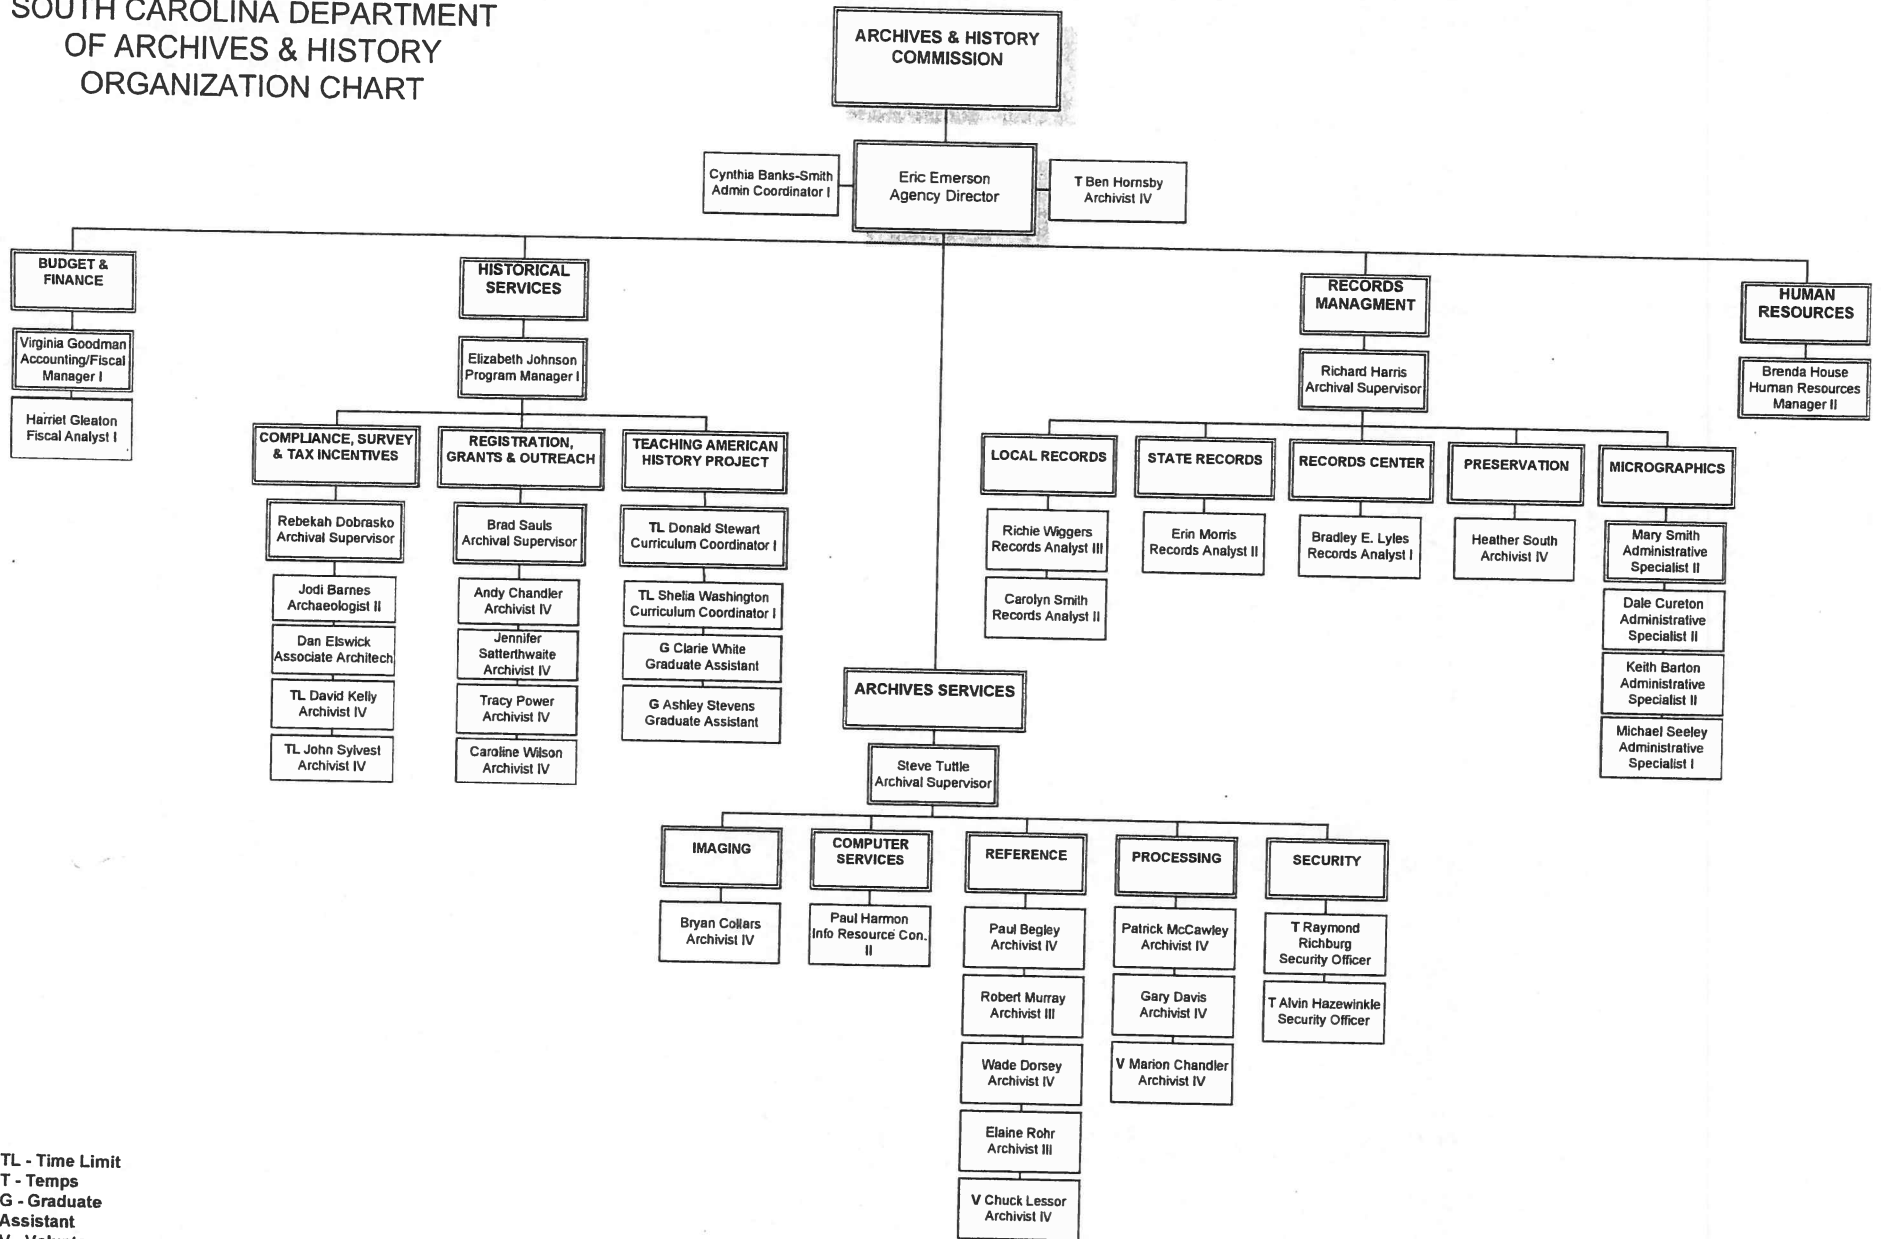 SOUTH CAROLINA DEPARTMENT
OF ARCHIVES & HISTORY
ORGANIZATION CHART
ARCHIVES & HISTORY
COMMISSION
Cynthia Banks-Smith
Admin Coordinator I
Eric Emerson
Agency Director
T Ben Hornsby
Archivist IV
BUDGET &
FINANCE
Virginia Goodman
Accounting/Fiscal
Manager I
Harriet Gleaton
Fiscal Analyst I
HISTORICAL
SERVICES
Elizabeth Johnson
Program Manager I
COMPLIANCE, SURVEY
& TAX INCENTIVES
Rebekah Dobrasko
Archival Supervisor
Jodi Barnes
Archaeologist II
Dan Elswick
Associate Architech
TL David Kelly
Archivist IV
TL John Sylvest
Archivist IV
REGISTRATION,
GRANTS & OUTREACH
Brad Sauls
Archival Supervisor
Andy Chandler
Archivist IV
Jennifer
Satterthwaite
Archivist IV
Tracy Power
Archivist IV
Caroline Wilson
Archivist IV
TEACHING AMERICAN
HISTORY PROJECT
TL Donald Stewart
Curriculum Coordinator I
TL Shelia Washington
Curriculum Coordinator I
G Clarie White
Graduate Assistant
G Ashley Stevens
Graduate Assistant
RECORDS
MANAGMENT
Richard Harris
Archival Supervisor
LOCAL RECORDS
Richie Wiggers
Records Analyst III
Carolyn Smith
Records Analyst II
STATE RECORDS
Erin Morris
Records Analyst II
RECORDS CENTER
Bradley E. Lyles
Records Analyst I
PRESERVATION
Heather South
Archivist IV
MICROGRAPHICS
Mary Smith
Administrative
Specialist II
Dale Cureton
Administrative
Specialist II
Keith Barton
Administrative
Specialist II
Michael Seeley
Administrative
Specialist I
HUMAN
RESOURCES
Brenda House
Human Resources
Manager II
ARCHIVES SERVICES
Steve Tuttle
Archival Supervisor
IMAGING
Bryan Collars
Archivist IV
COMPUTER
SERVICES
Paul Harmon
Info Resource Con.
II
REFERENCE
Paul Begley
Archivist IV
Robert Murray
Archivist III
Wade Dorsey
Archivist IV
Elaine Rohr
Archivist III
V Chuck Lessor
Archivist IV
PROCESSING
Patrick McCawley
Archivist IV
Gary Davis
Archivist IV
V Marion Chandler
Archivist IV
SECURITY
T Raymond
Richburg
Security Officer
T Alvin Hazewinkle
Security Officer
TL - Time Limit
T - Temps
G - Graduate
Assistant